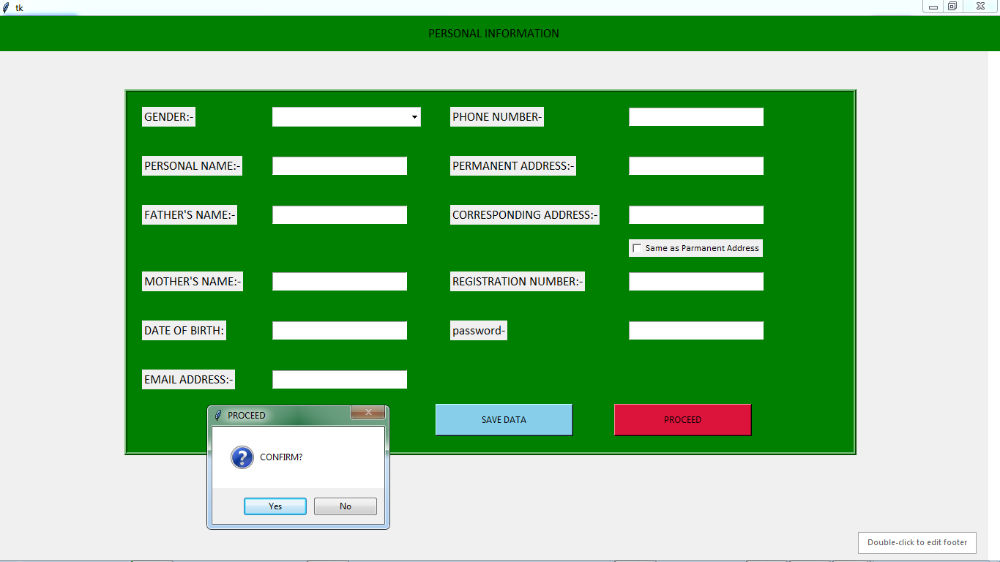 tk
PERSONAL INFORMATION
GENDER:-
PHONE NUMBER-
PERSONAL NAME:-
PERMANENT ADDRESS:-
FATHER'S NAME:-
CORRESPONDING ADDRESS:-
Same as Parmanent Address
MOTHER'S NAME:-
REGISTRATION NUMBER:-
DATE OF BIRTH:
password-
EMAIL ADDRESS:-
SAVE DATA
PROCEED
PROCEED
CONFIRM?
Yes
No
Double-click to edit footer